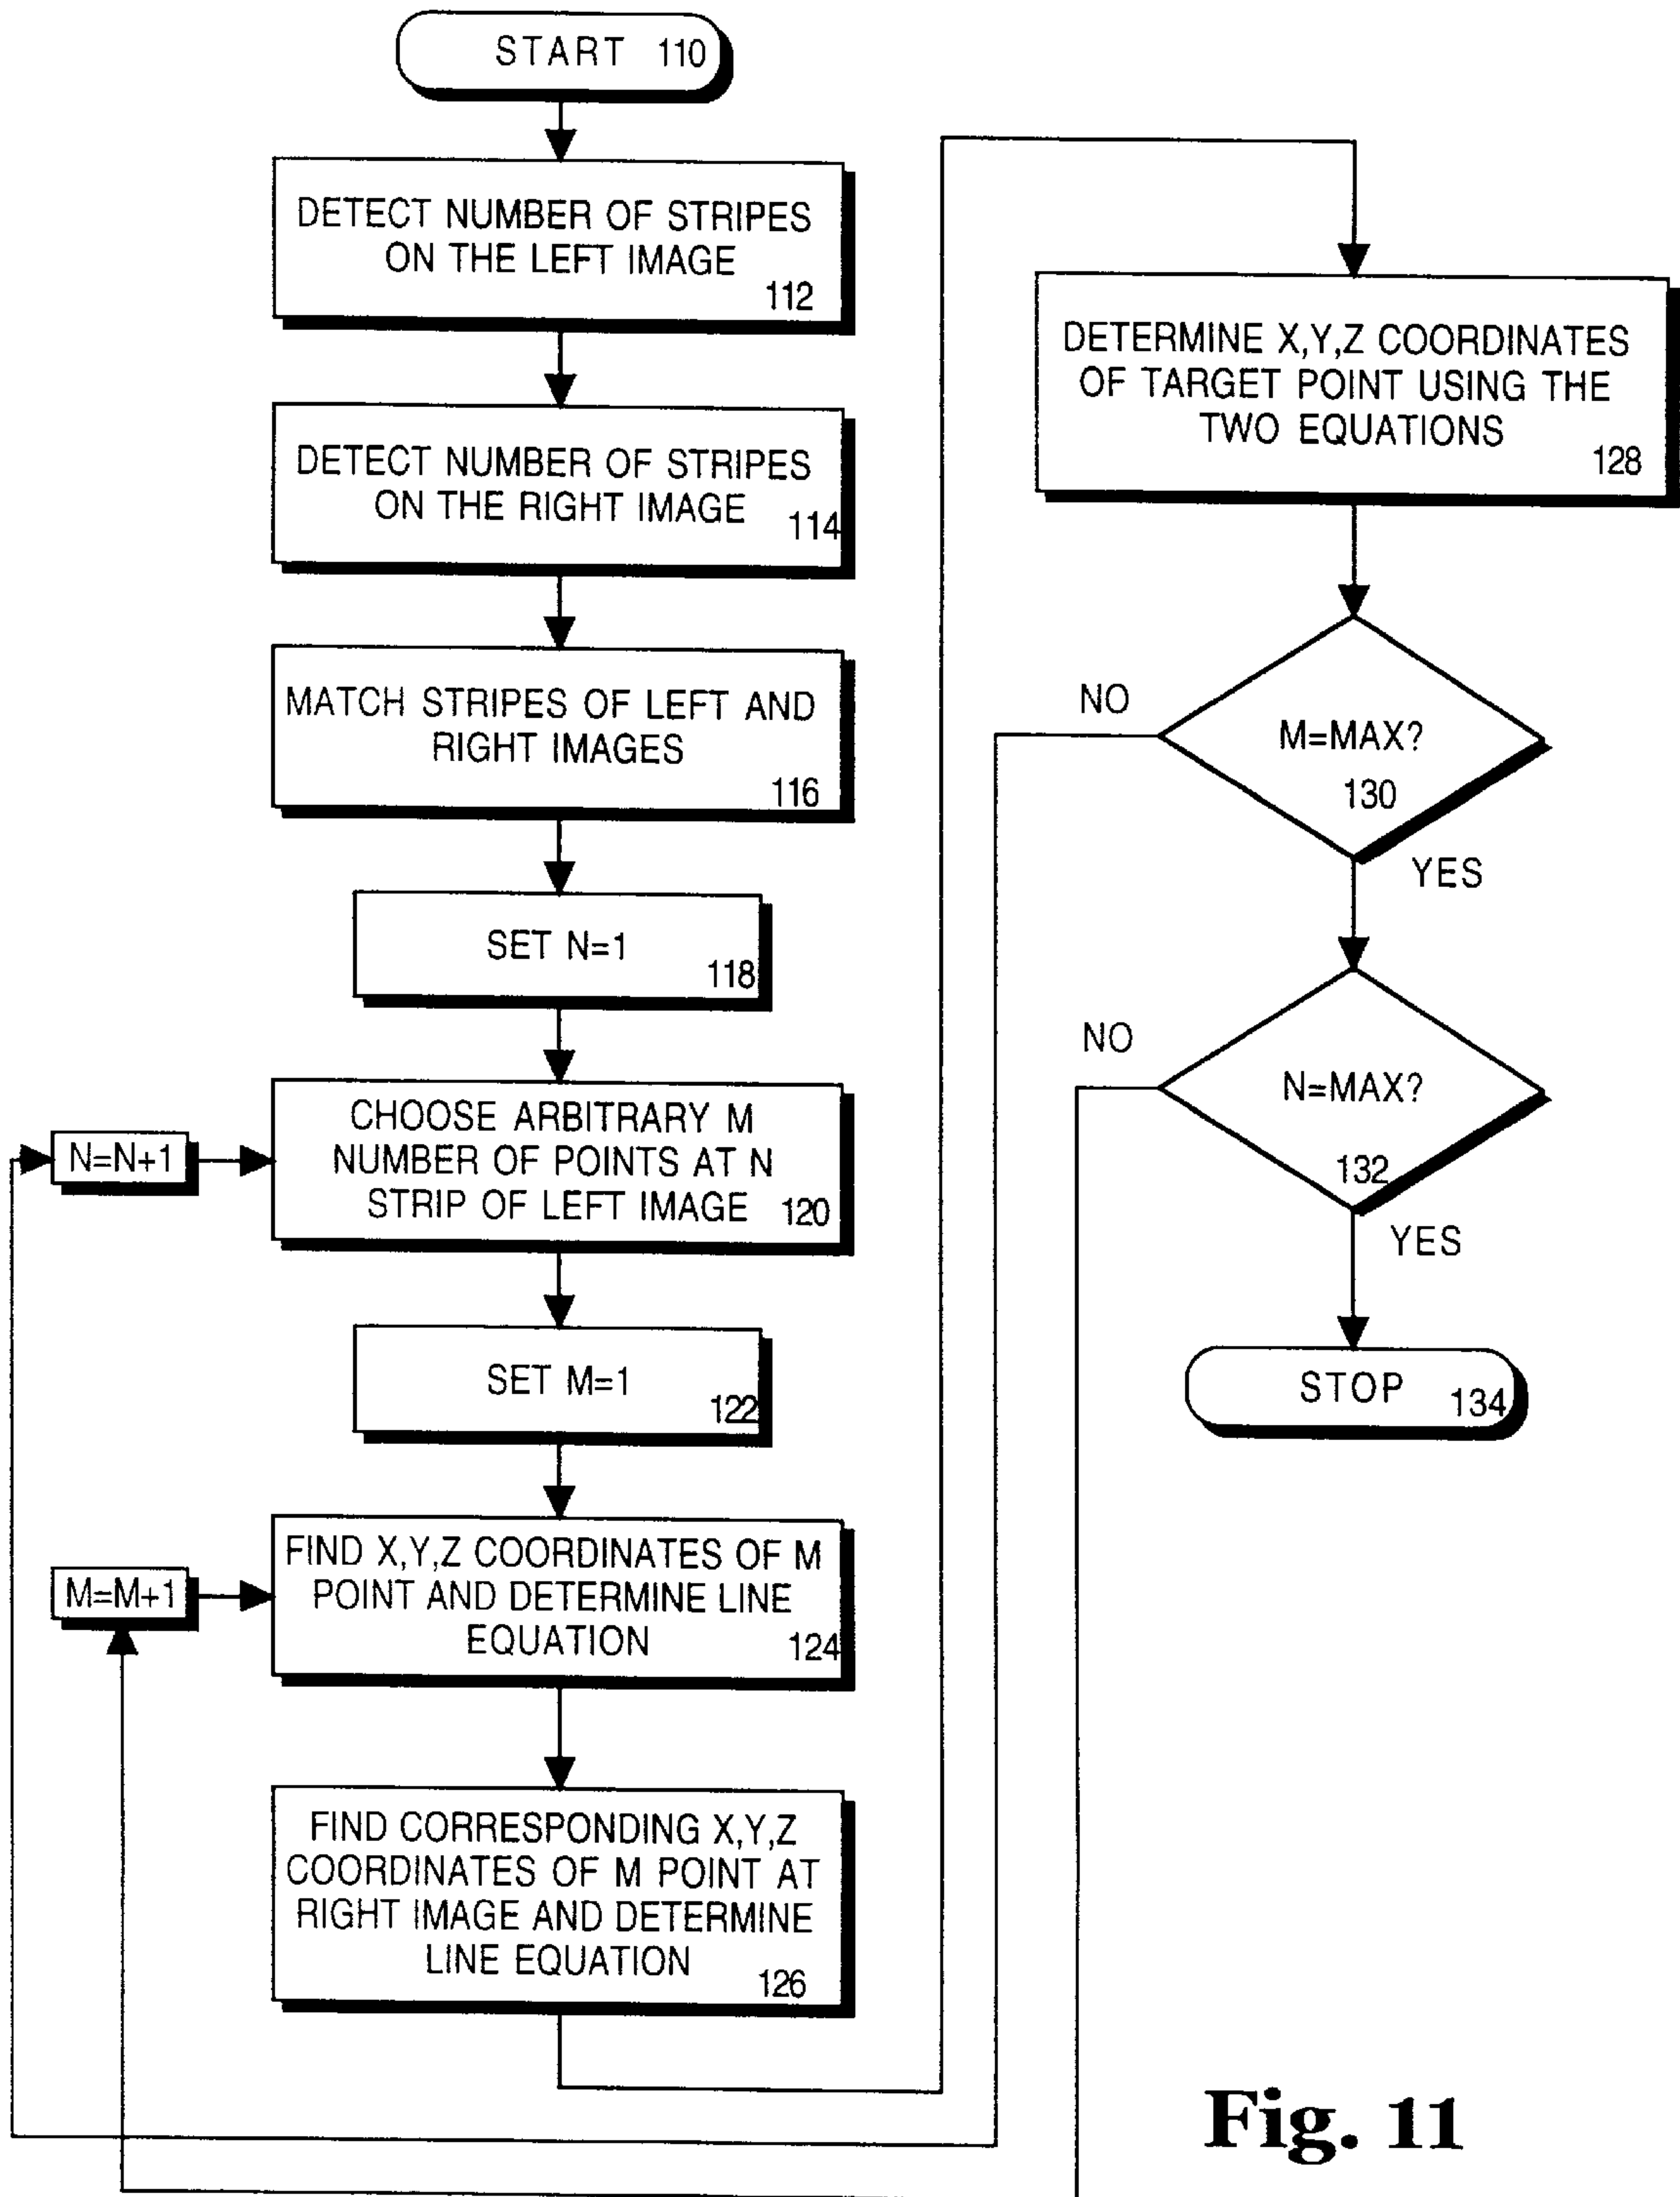 START 110
DETECT NUMBER OF STRIPES
ON THE LEFT IMAGE
112
DETECT NUMBER OF STRIPES
ON THE RIGHT IMAGE 114
MATCH STRIPES OF LEFT AND
RIGHT IMAGES
116
SET N=1
118
N=N+1
CHOOSE ARBITRARY M
NUMBER OF POINTS AT N
STRIP OF LEFT IMAGE 120
SET M=1
122
M=M+1
FIND X,Y,Z COORDINATES OF M
POINT AND DETERMINE LINE
EQUATION 124
FIND CORRESPONDING X,Y,Z
COORDINATES OF M POINT AT
RIGHT IMAGE AND DETERMINE
LINE EQUATION
126
DETERMINE X,Y,Z COORDINATES
OF TARGET POINT USING THE
TWO EQUATIONS
128
NO
M=MAX?
130
YES
NO
N=MAX?
132
YES
STOP 134
Fig. 11